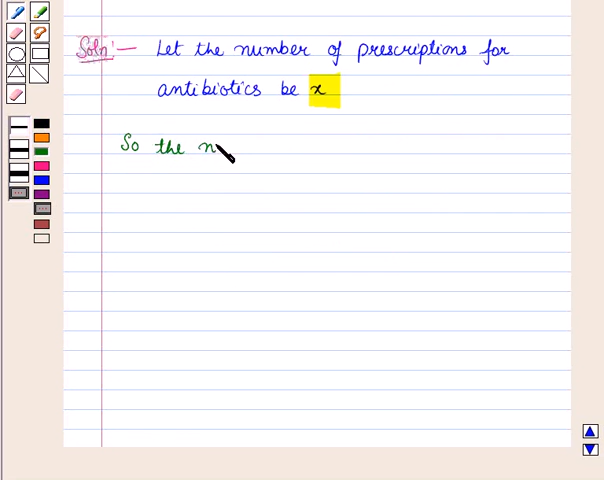 Soln:- Let the number of prescriptions for
antibiotics be x
So the n